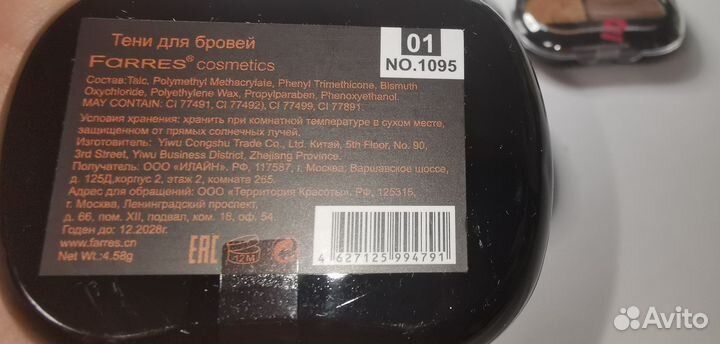 Тени для бровей
FARRES® cosmetics
01
NO.1095
Состав:Talc, Polymethyl Methacrylate, Phenyl Trimethicone, Bismuth
Oxychloride, Polyethylene Wax, Propylparaben, Phenoxyethanol.
MAY CONTAIN: CI 77491, CI 77492), CI 77499, CI 77891.
Условия хранения: хранить при комнатной температуре в сухом месте,
защищенном от прямых солнечных лучей.
Изготовитель: Yiwu Congshu Trade Co., Ltd. Китай, 5th Floor, No. 90,
3rd Street, Yiwu Business District, Zhejiang Province.
Получатель: ООО «ИЛАЙН». РФ, 117587, г. Москва, Варшавское шоссе,
д. 125Д,корпус 2, этаж 2, комната 265.
Адрес для обращений: ООО «Территория Красоты». РФ, 125315,
г. Москва, Ленинградский проспект,
д. 66, пом. XII, подвал, ком. 18, оф. 54.
Годен до: 12.2028г.
www.farres.cn
Net Wt.:4.58g
EAC
12M
4 627125 994791
Avito